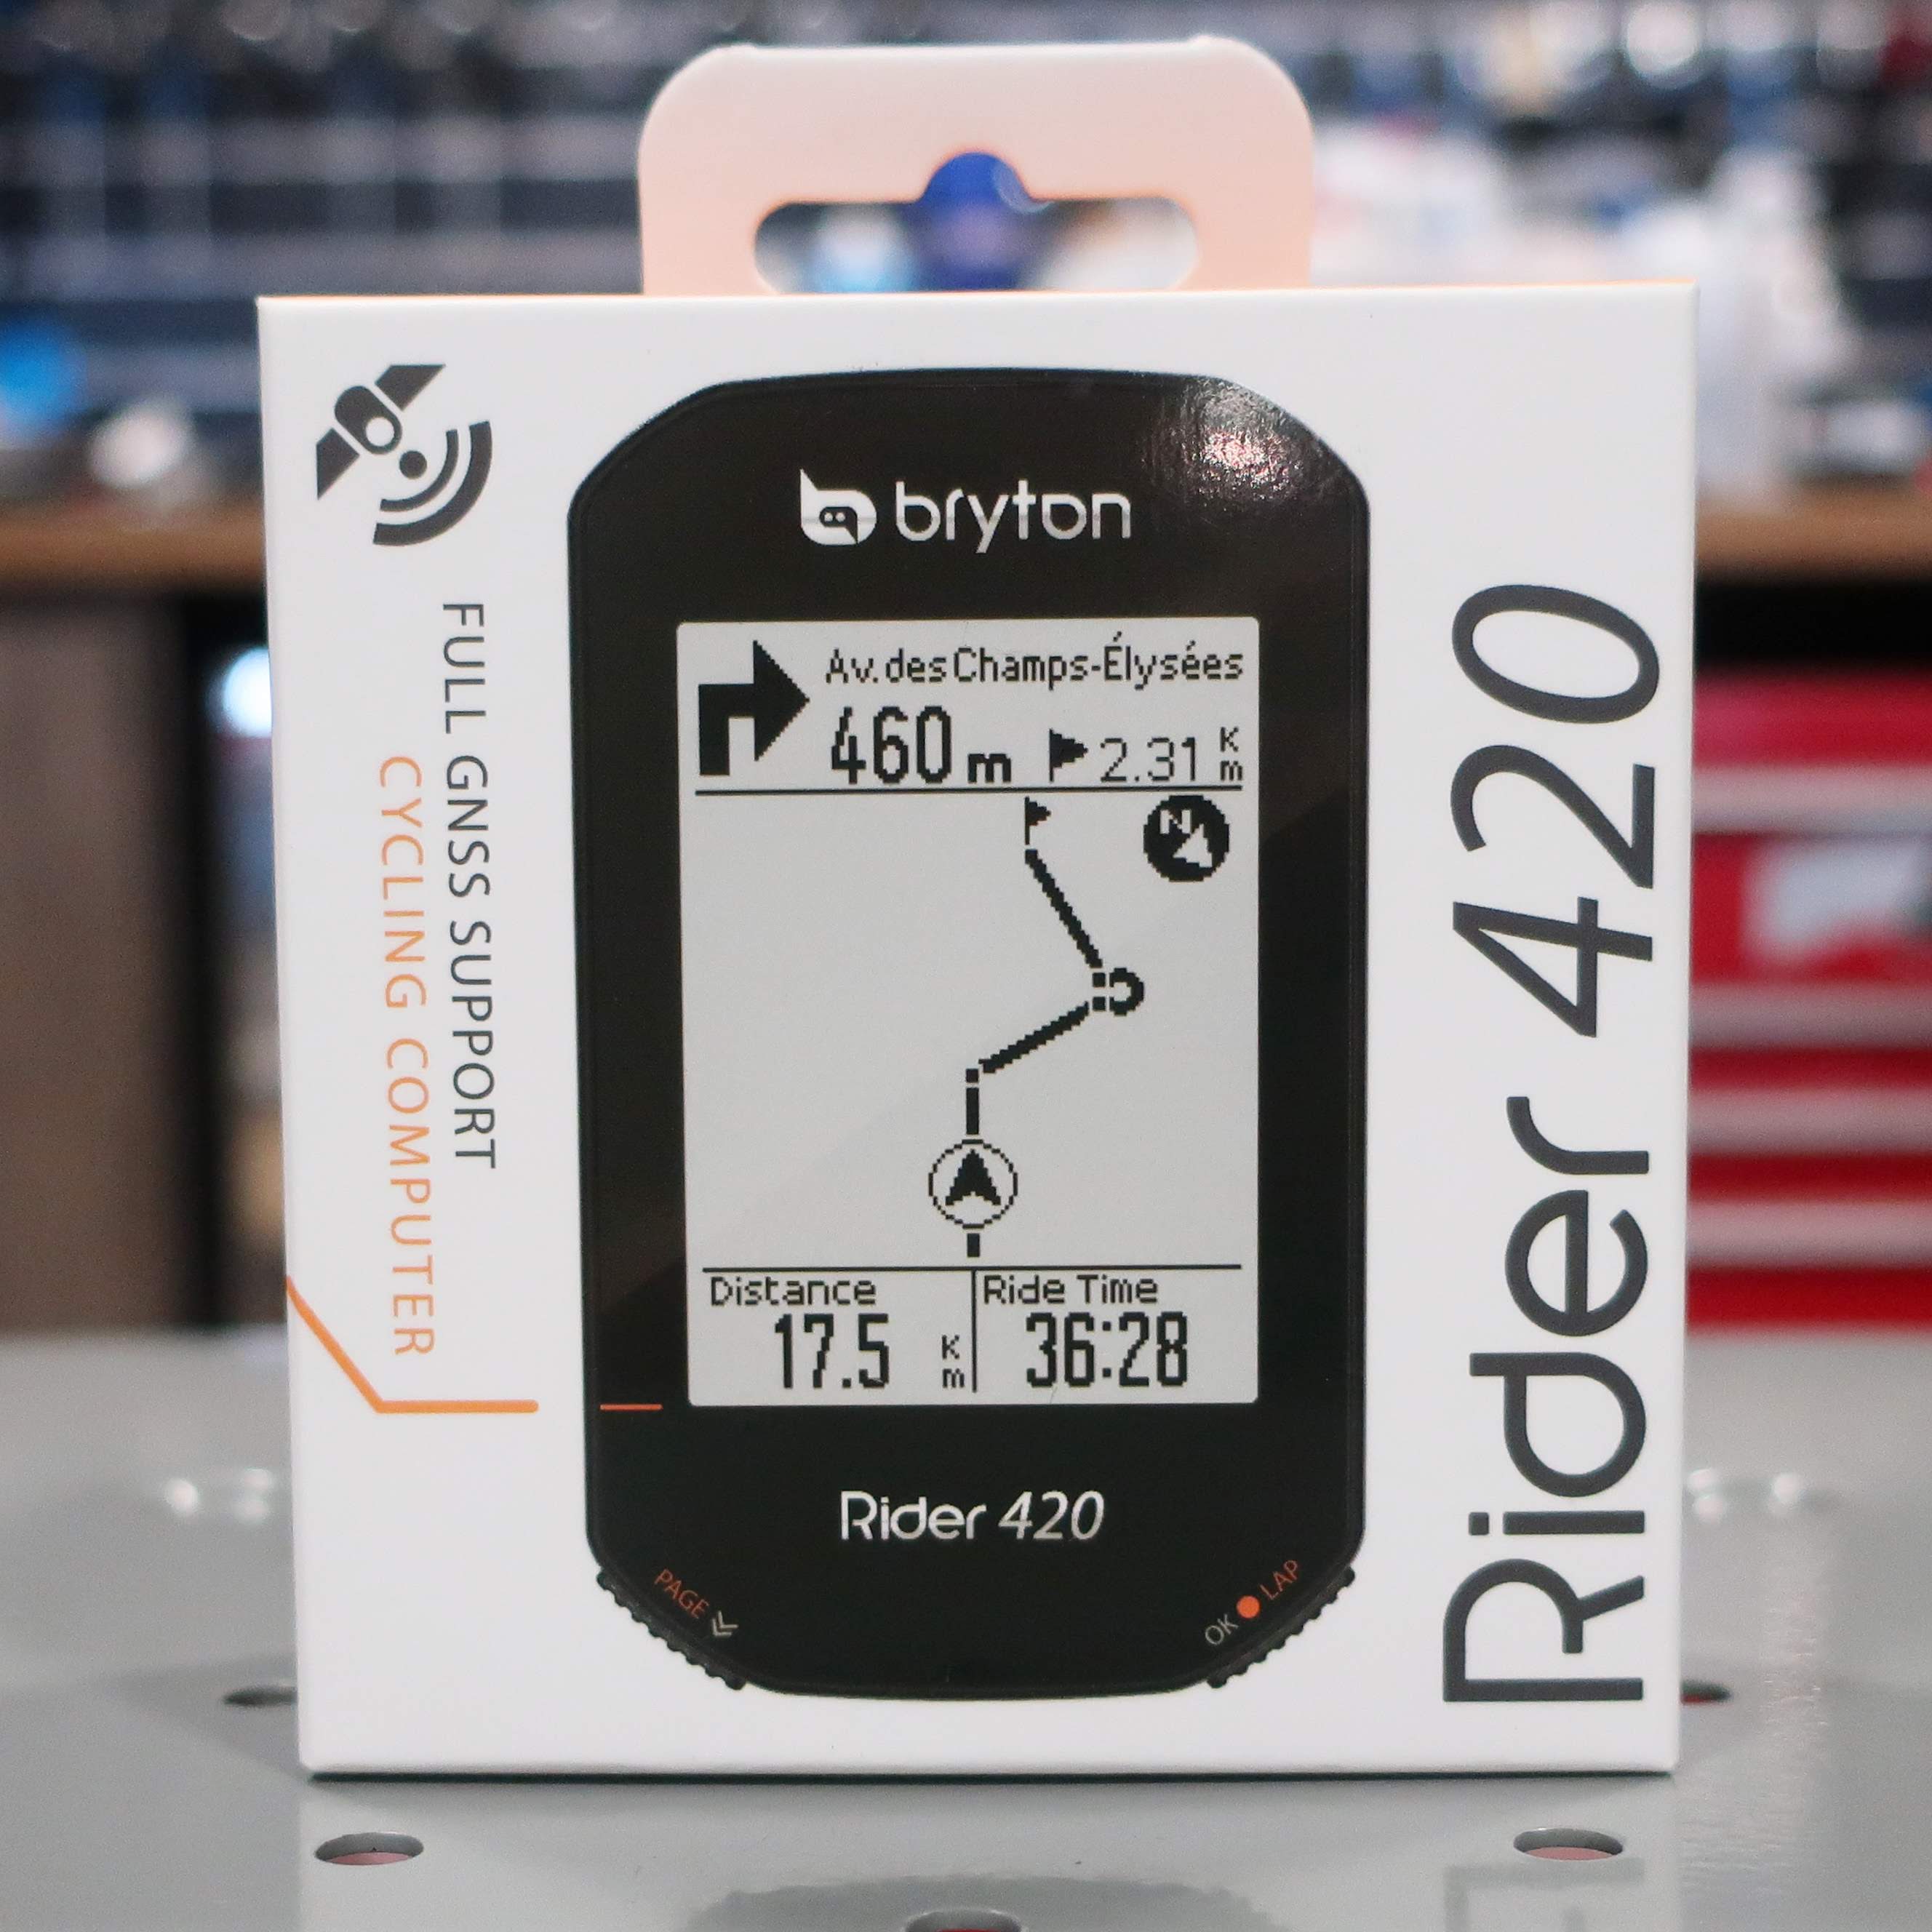 FULL GNSS SUPPORT
CYCLING COMPUTER
bryton
Av. des Champs-Élysées
460 m 2.31 Km
N
Distance
17.5 Km
Ride Time
36:28
Rider 420
PAGE
OK LAP
Rider 420